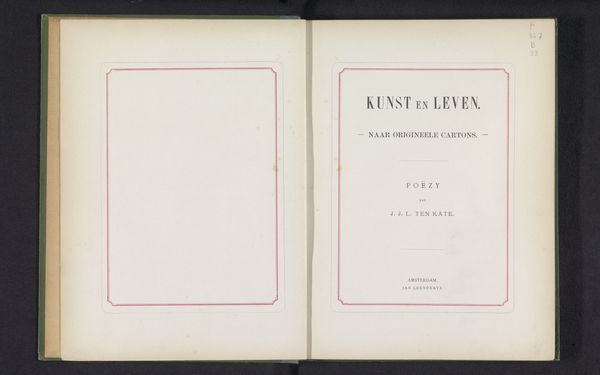 KUNST EN LEVEN.
— NAAR ORIGINEELE CARTONS. —
POËZY
VAN
J. J. L. TEN KATE.
AMSTERDAM,
JAN LEENDERTZ